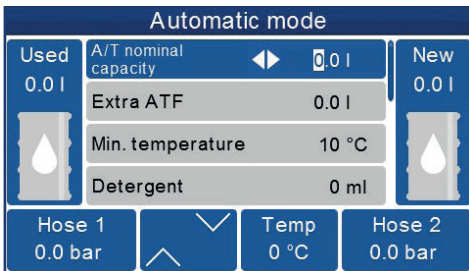 Automatic mode
Used
0.0 l
A/T nominal
capacity
0.0 l
Extra ATF 0.0 l
Min. temperature 10 °C
Detergent 0 ml
New
0.0 l
Hose 1
0.0 bar
Temp
0 °C
Hose 2
0.0 bar